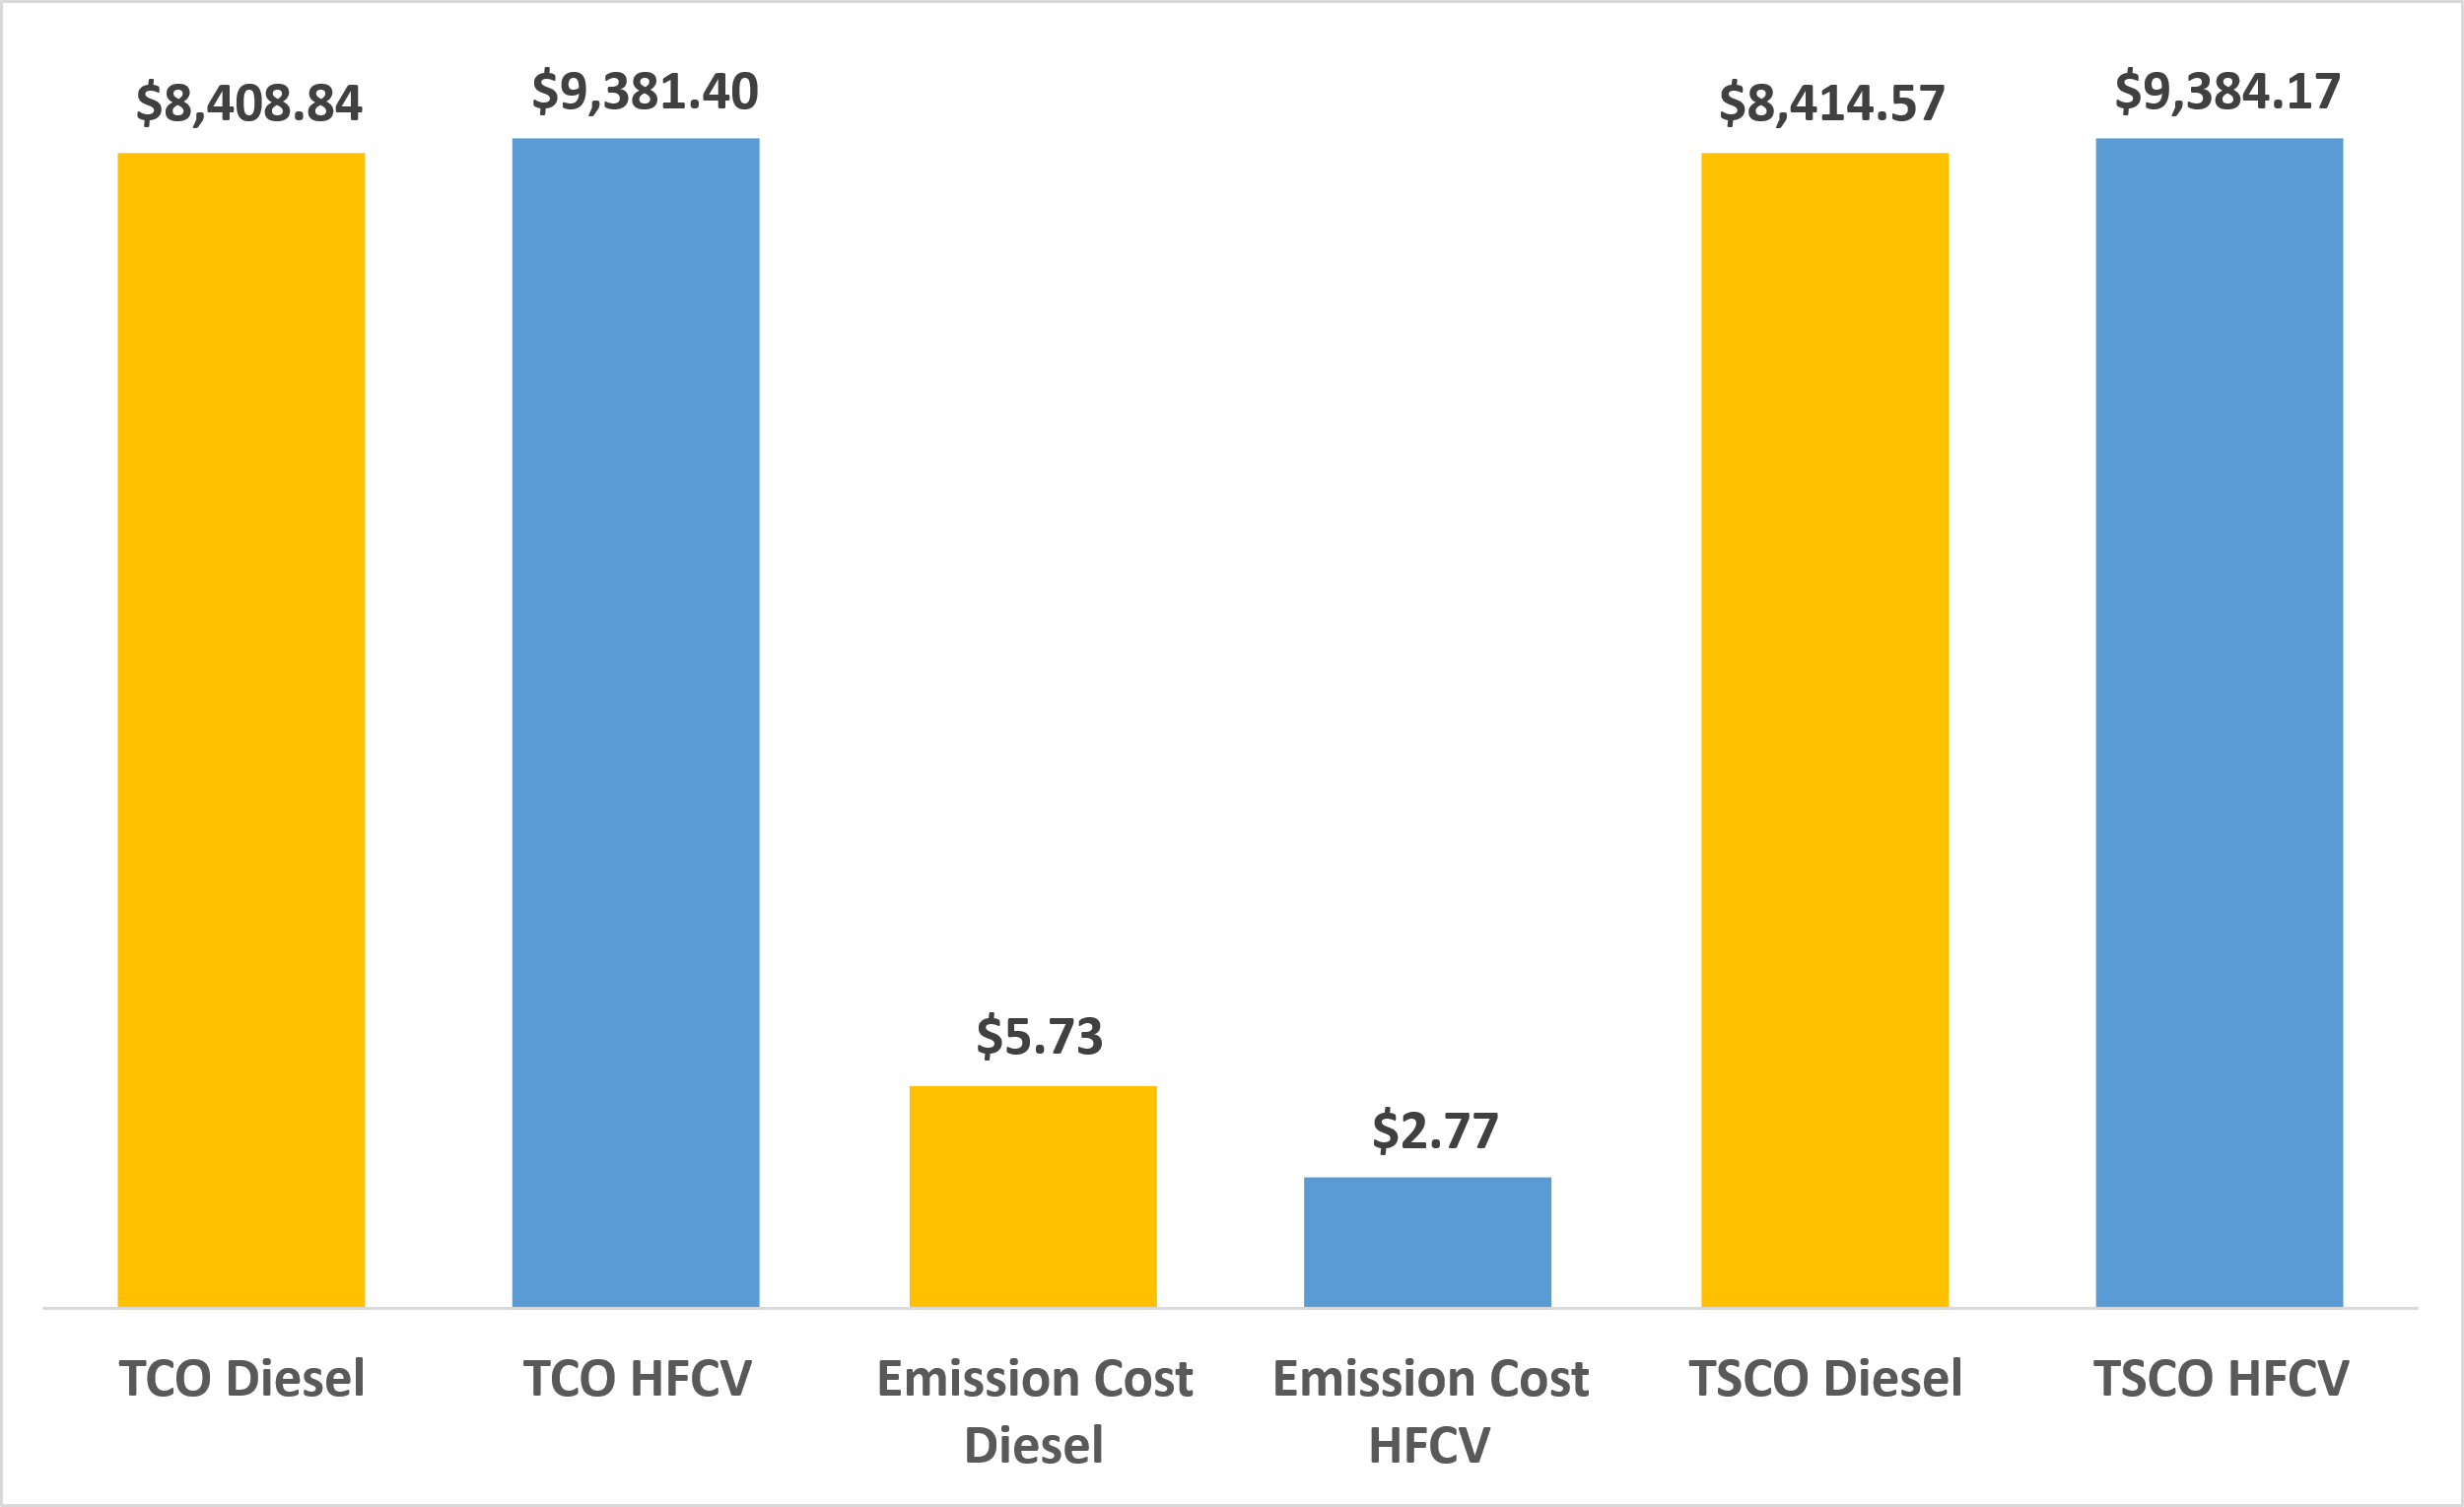 $8,408.84
$9,381.40
$5.73
$2.77
$8,414.57
$9,384.17
TCO Diesel
TCO HFCV
Emission Cost
Diesel
Emission Cost
HFCV
TSCO Diesel
TSCO HFCV